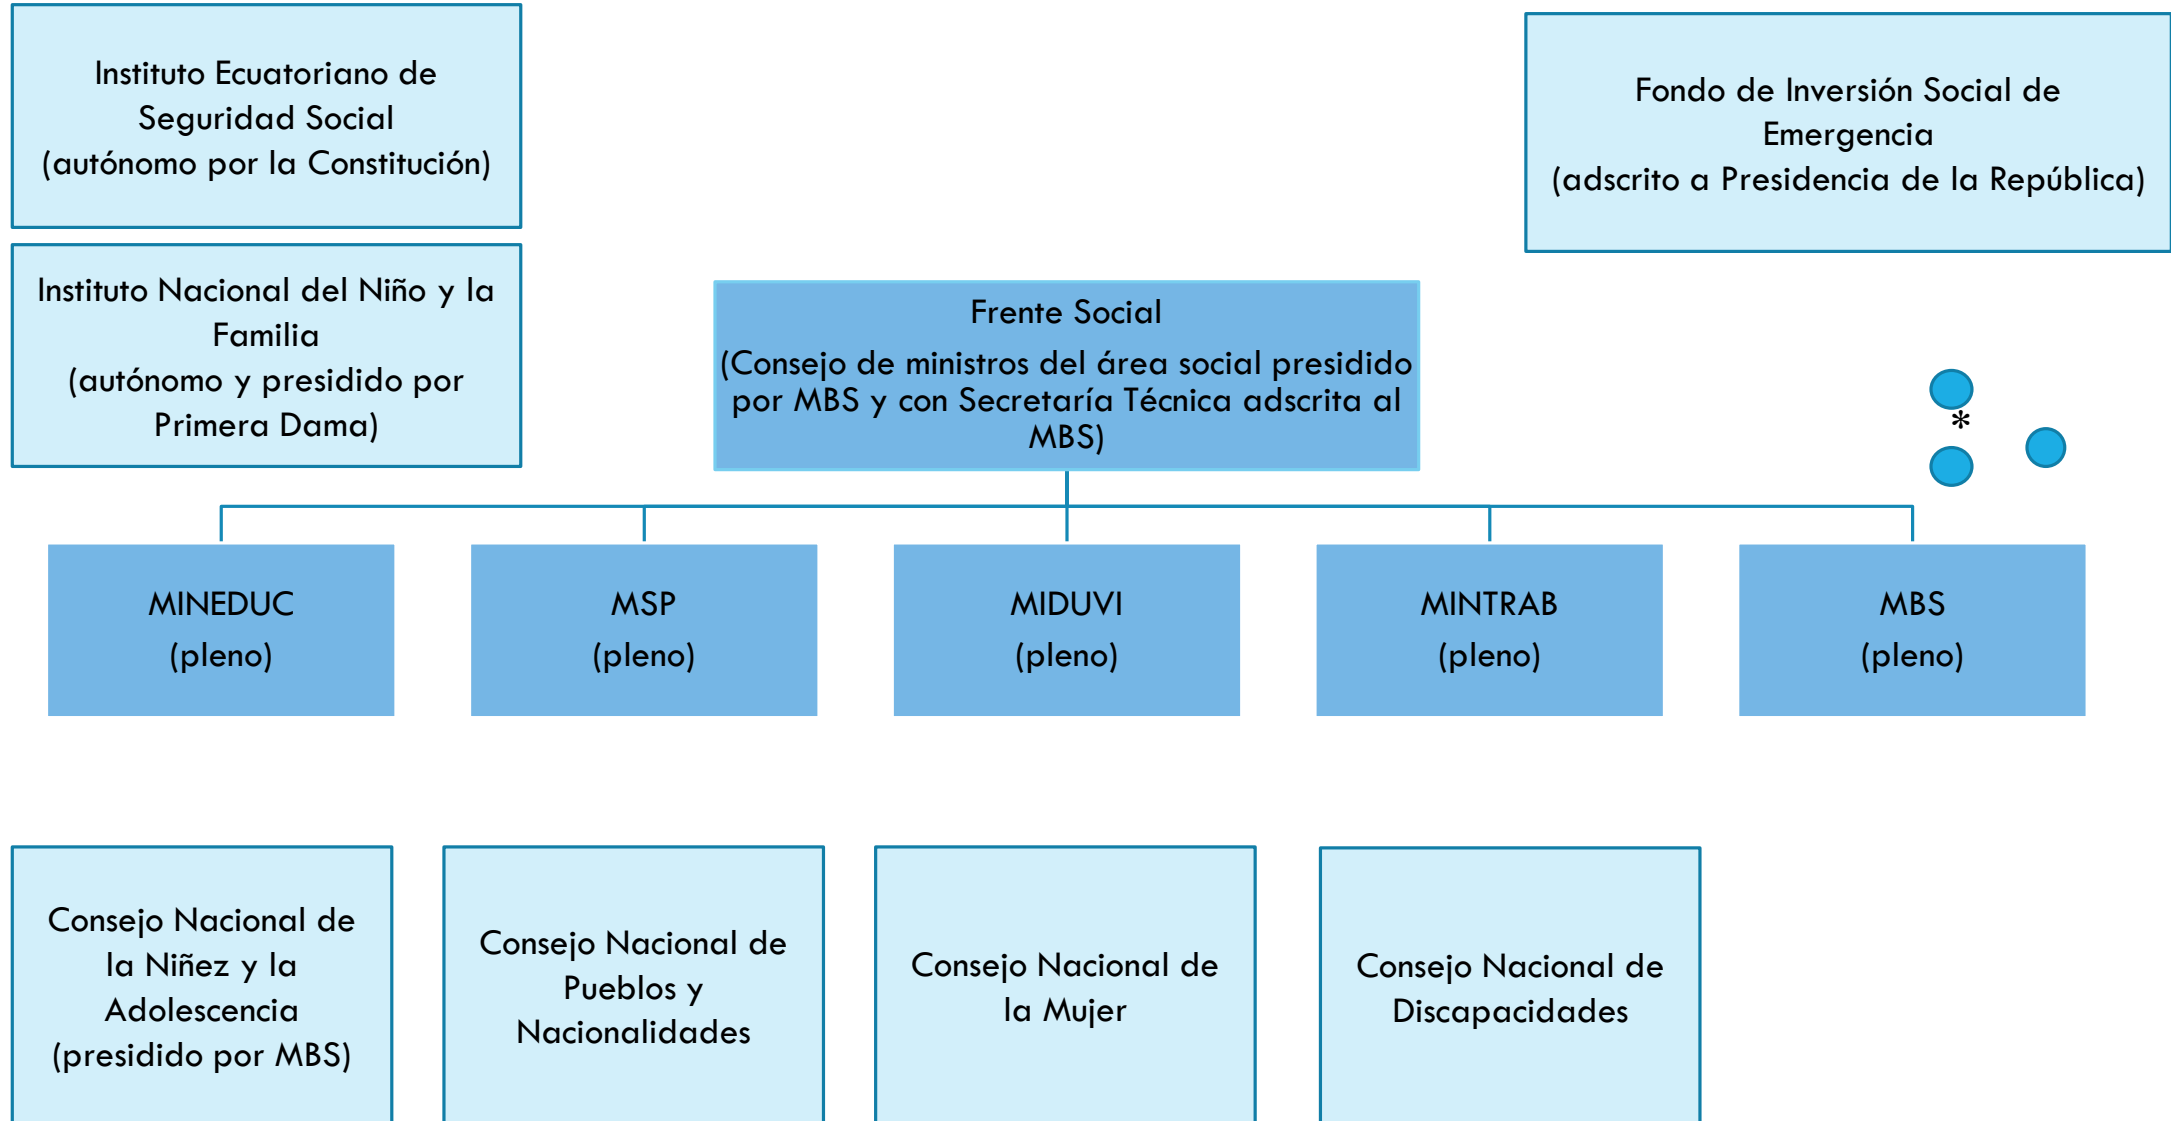 Instituto Ecuatoriano de
Seguridad Social
(autónomo por la Constitución)
Fondo de Inversión Social de
Emergencia
(adscrito a Presidencia de la República)
Instituto Nacional del Niño y la
Familia
(autónomo y presidido por
Primera Dama)
Frente Social
(Consejo de ministros del área social presidido
por MBS y con Secretaría Técnica adscrita al
MBS)
*
MINEDUC
(pleno)
MSP
(pleno)
MIDUVI
(pleno)
MINTRAB
(pleno)
MBS
(pleno)
Consejo Nacional de
la Niñez y la
Adolescencia
(presidido por MBS)
Consejo Nacional de
Pueblos y
Nacionalidades
Consejo Nacional de
la Mujer
Consejo Nacional de
Discapacidades